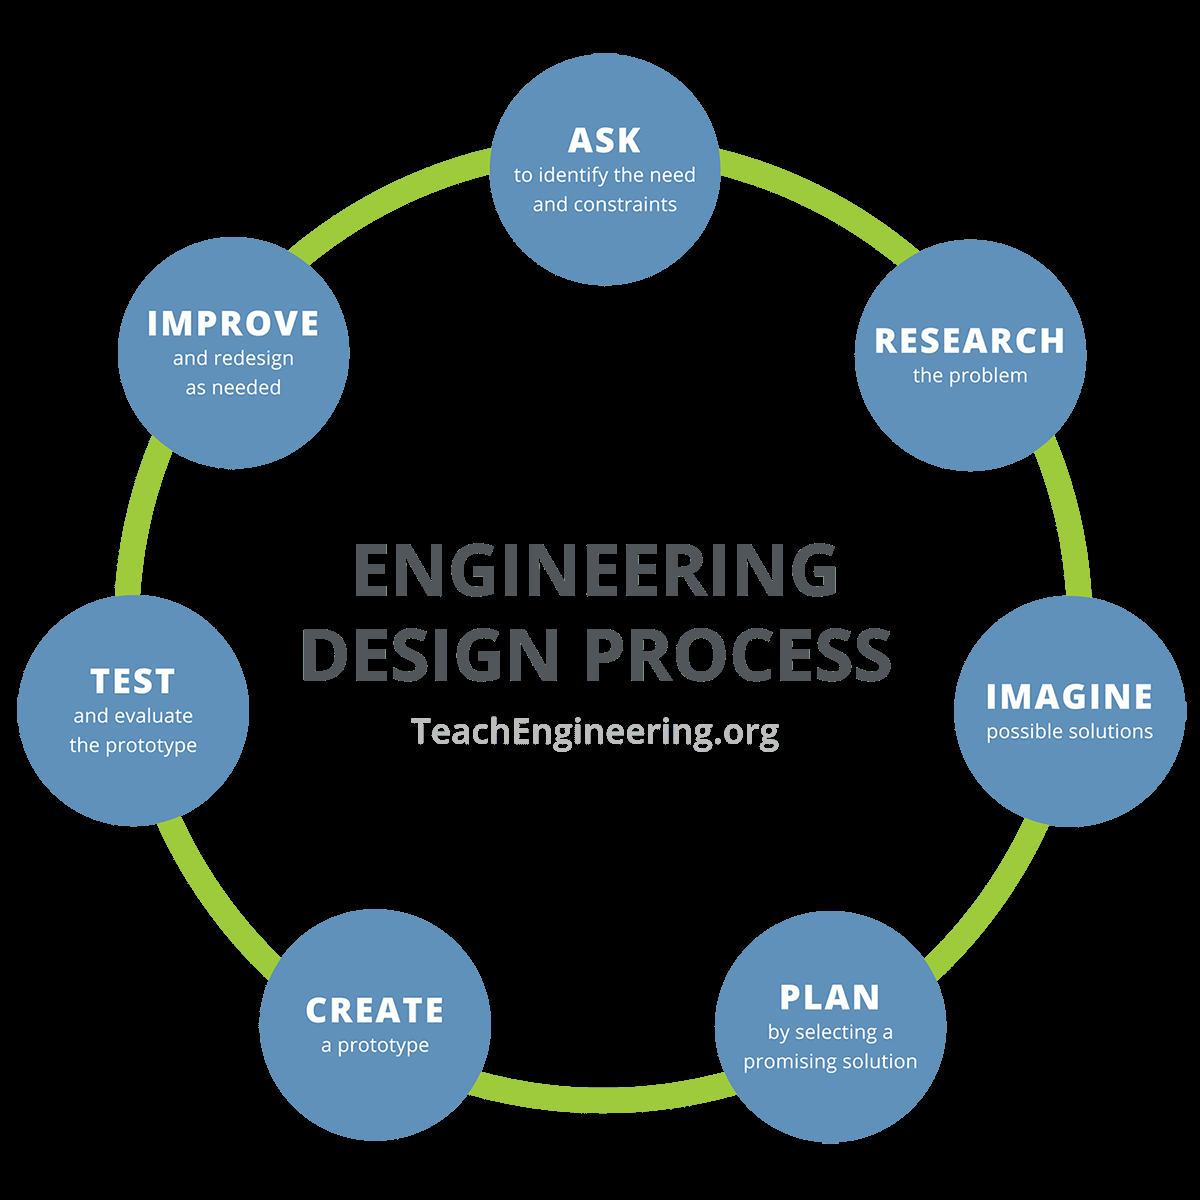 ASK
to identify the need
and constraints
RESEARCH
the problem
IMAGINE
possible solutions
PLAN
by selecting a
promising solution
CREATE
a prototype
TEST
and evaluate
the prototype
IMPROVE
and redesign
as needed
ENGINEERING
DESIGN PROCESS
TeachEngineering.org